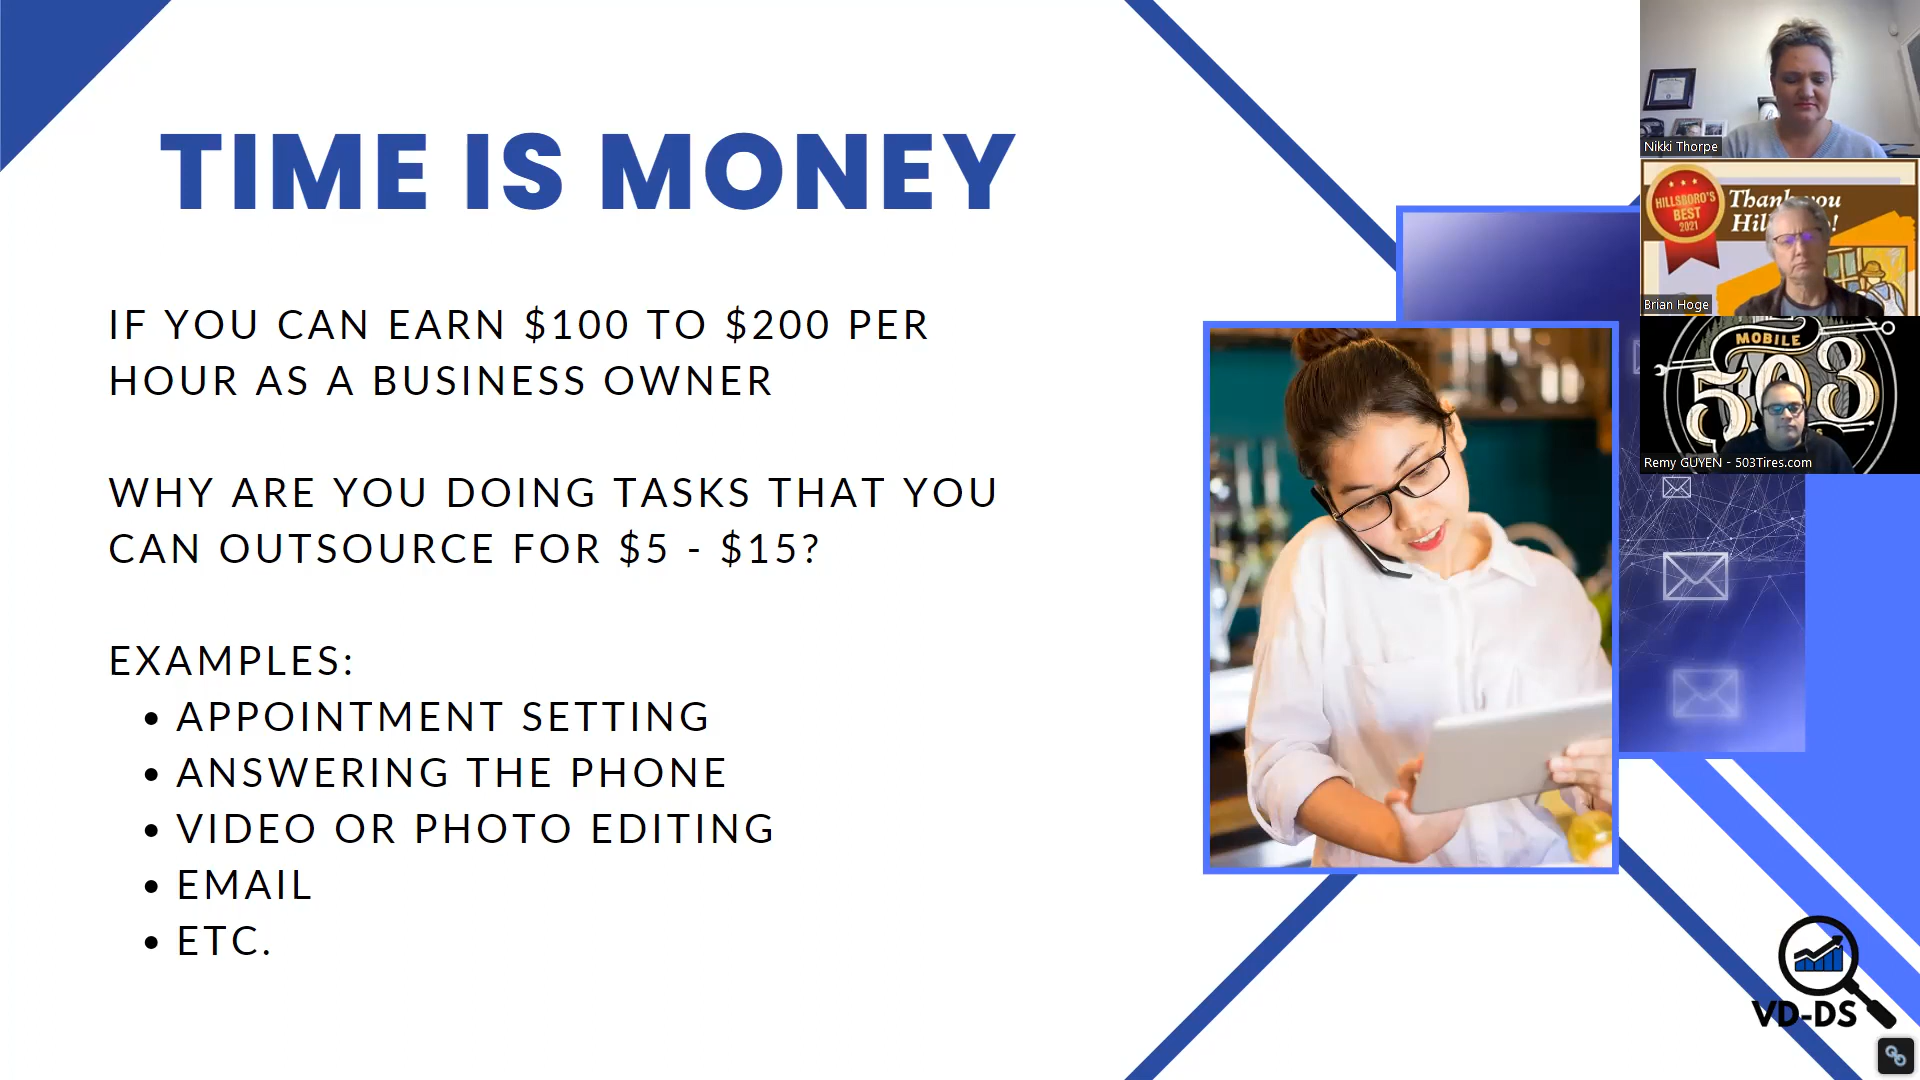 TIME IS MONEY
IF YOU CAN EARN $100 TO $200 PER
HOUR AS A BUSINESS OWNER
WHY ARE YOU DOING TASKS THAT YOU
CAN OUTSOURCE FOR $5 - $15?
EXAMPLES:
• APPOINTMENT SETTING
• ANSWERING THE PHONE
• VIDEO OR PHOTO EDITING
• EMAIL
• ETC.
Nikki Thorpe
HILLSBORO'S
BEST
2021
Thank you
Brian Hoge
MOBILE
503
Remy GUYEN - 503Tires.com
VD-DS